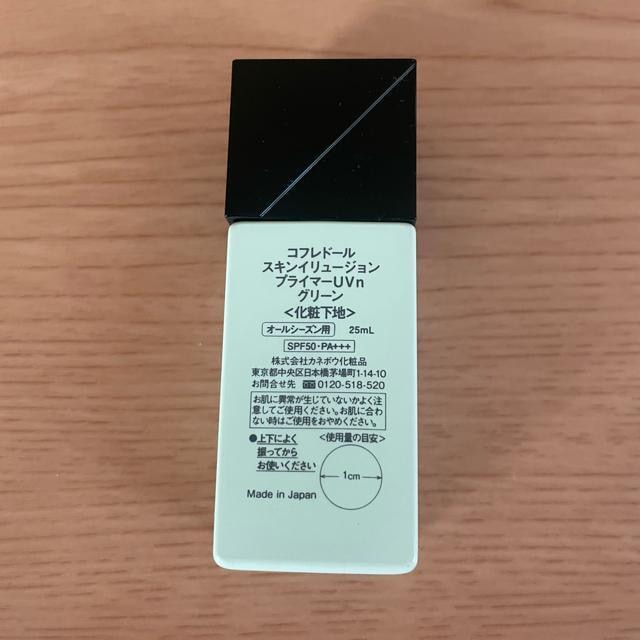 コフレドール
スキンイリュージョン
プライマーUVn
グリーン
<化粧下地>
オールシーズン用 25mL
SPF50・PA+++
株式会社カネボウ化粧品
東京都中央区日本橋茅場町1-14-10
お問合せ先 0120-518-520
お肌に異常が生じていないかよく注
意してご使用ください。お肌に合わ
ない時はご使用をおやめください。
●上下によく
振ってから
お使いください
<使用量の目安>
1cm
Made in Japan